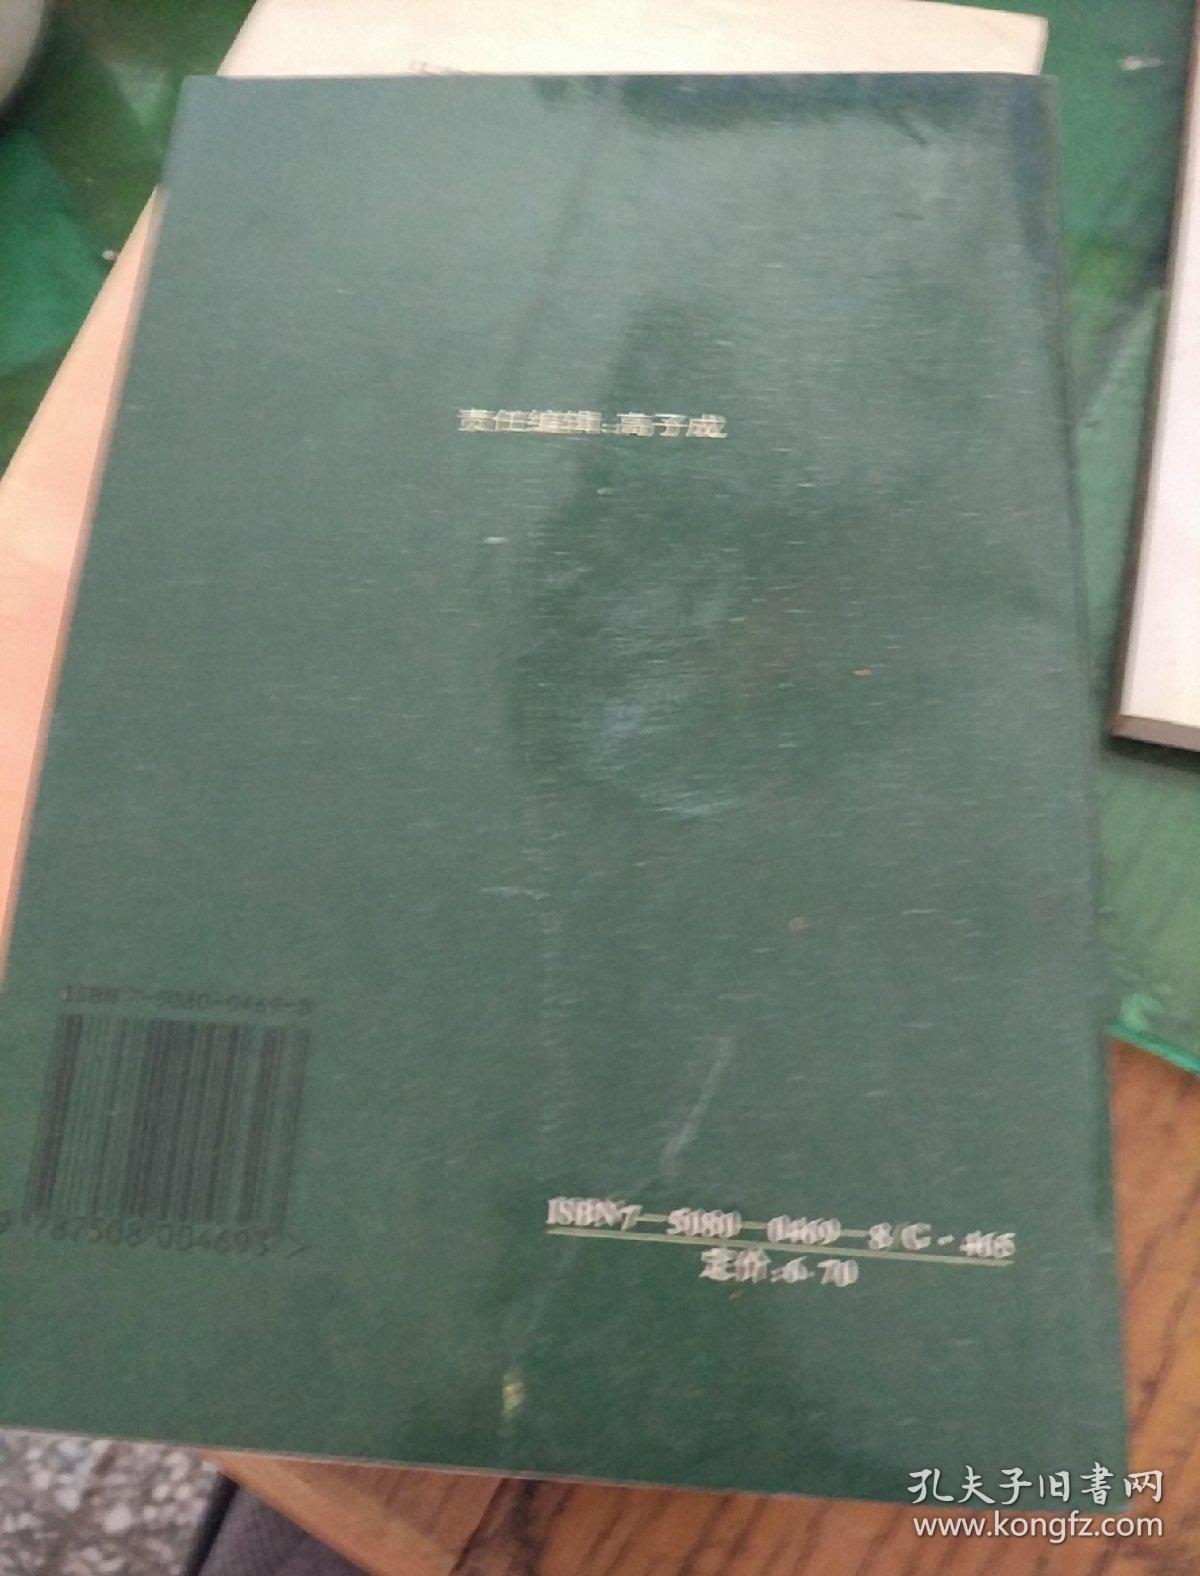 责任编辑:高子成
ISBN 7-5080-0469-8
9 787508 004693 >
ISBN7—5080—0469—8/G·465
定价:6.70
孔夫子旧书网
www.kongfz.com